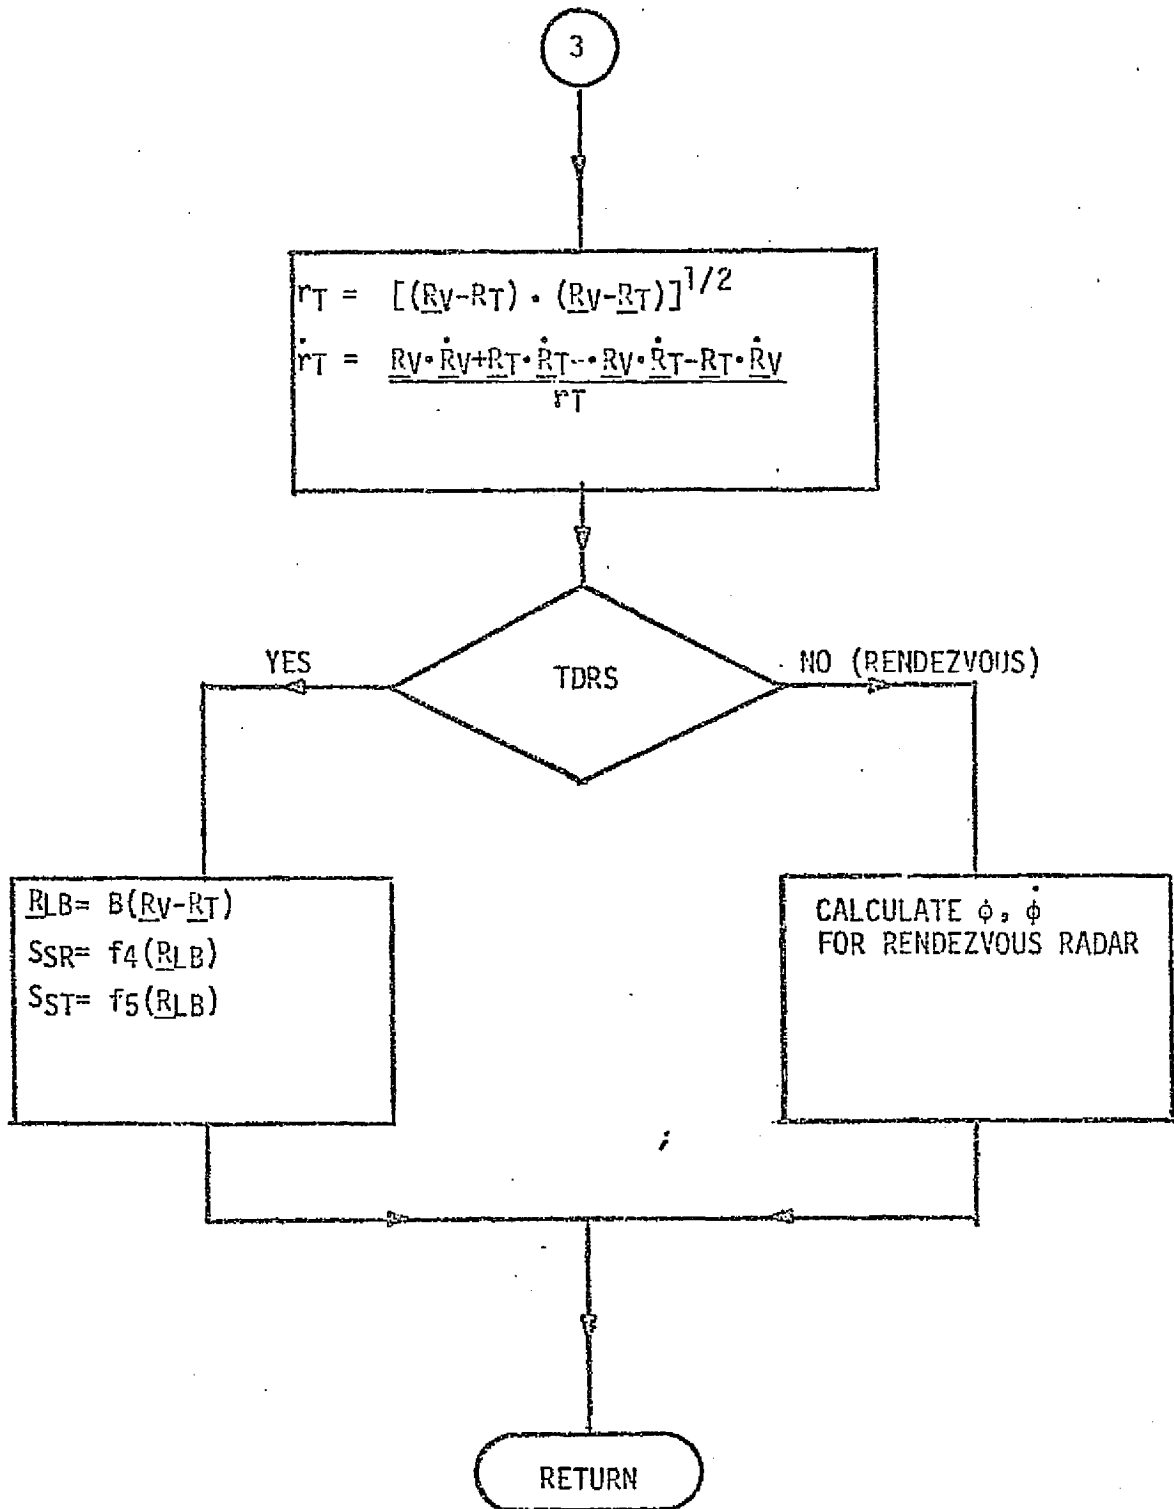 3
rT = [(RV-RT) • (RV-RT)]1/2
ṙT = RV•ṘV+RT•ṘT-•RV•ṘT-RT•ṘV
rT
TDRS
YES
NO (RENDEZVOUS)
RLB= B(RV-RT)
SSR= f4(RLB)
SST= f5(RLB)
CALCULATE ϕ, ϕ̇
FOR RENDEZVOUS RADAR
RETURN